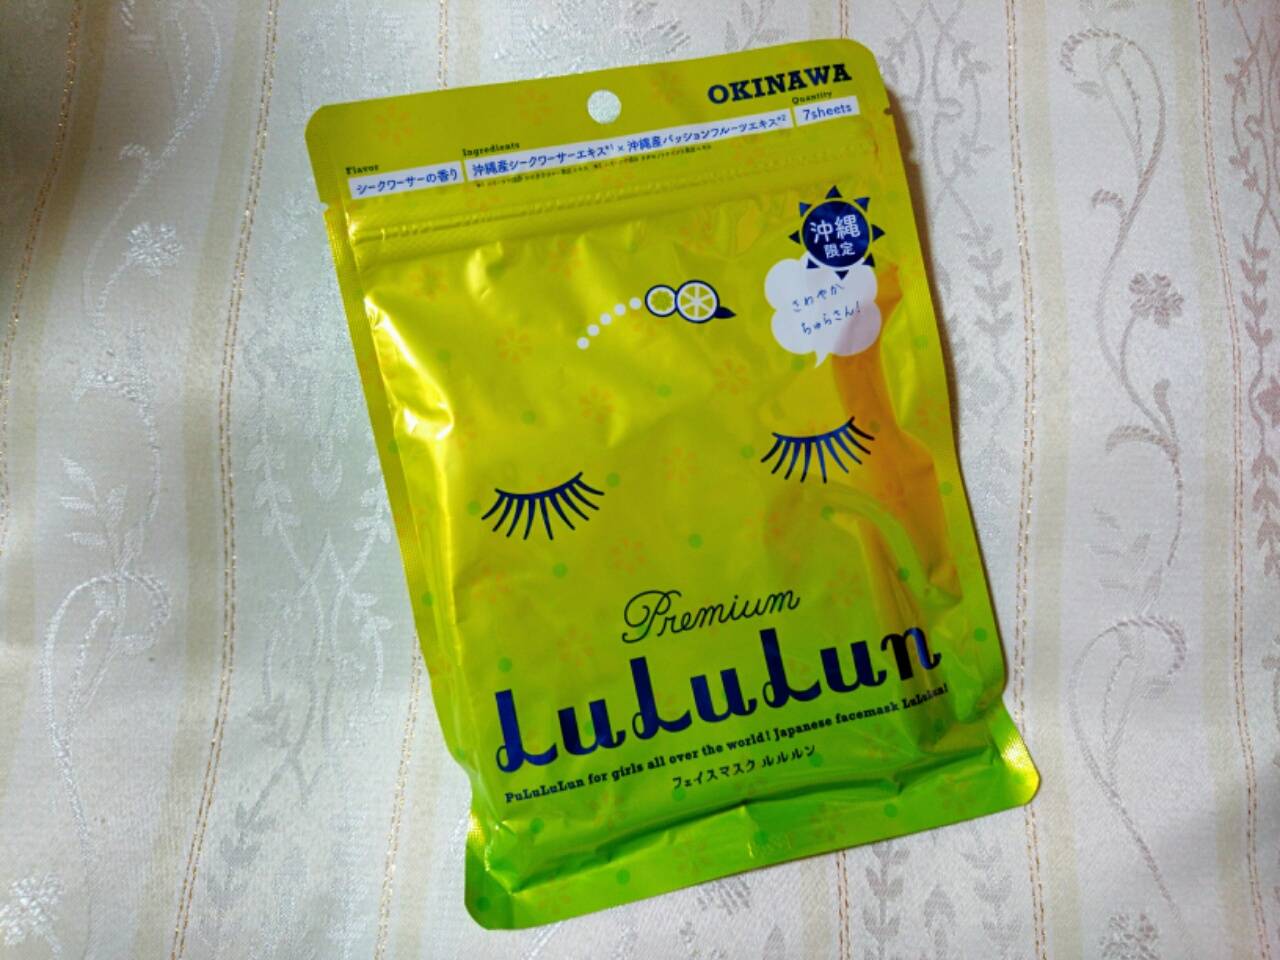 OKINAWA
Flavor
シークワーサーの香り
Ingredients
沖縄産シークワーサーエキス*1 × 沖縄産パッションフルーツエキス*2
Quantity
7sheets
沖縄
限定
さわやか
ちゅらさん!
Premium
LuLuLun
PuLuLuLun for girls all over the world! Japanese facemask LuLuLun!
フェイスマスク ルルルン